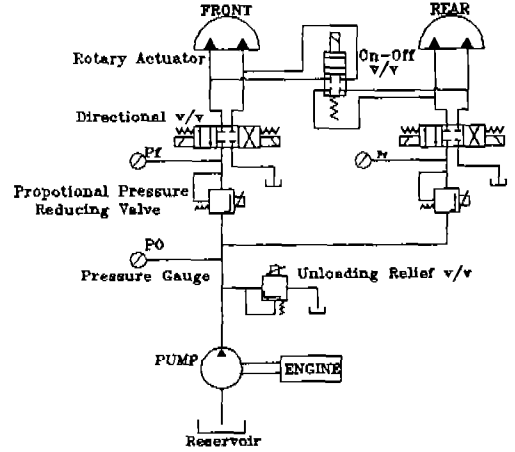 FRONT
REAR
Rotary Actuator
On-Off
v/v
Directional v/v
Pf
Pr
Propotional Pressure
Reducing Valve
P0
Pressure Gauge
Unloading Relief v/v
PUMP
ENGINE
Reservoir